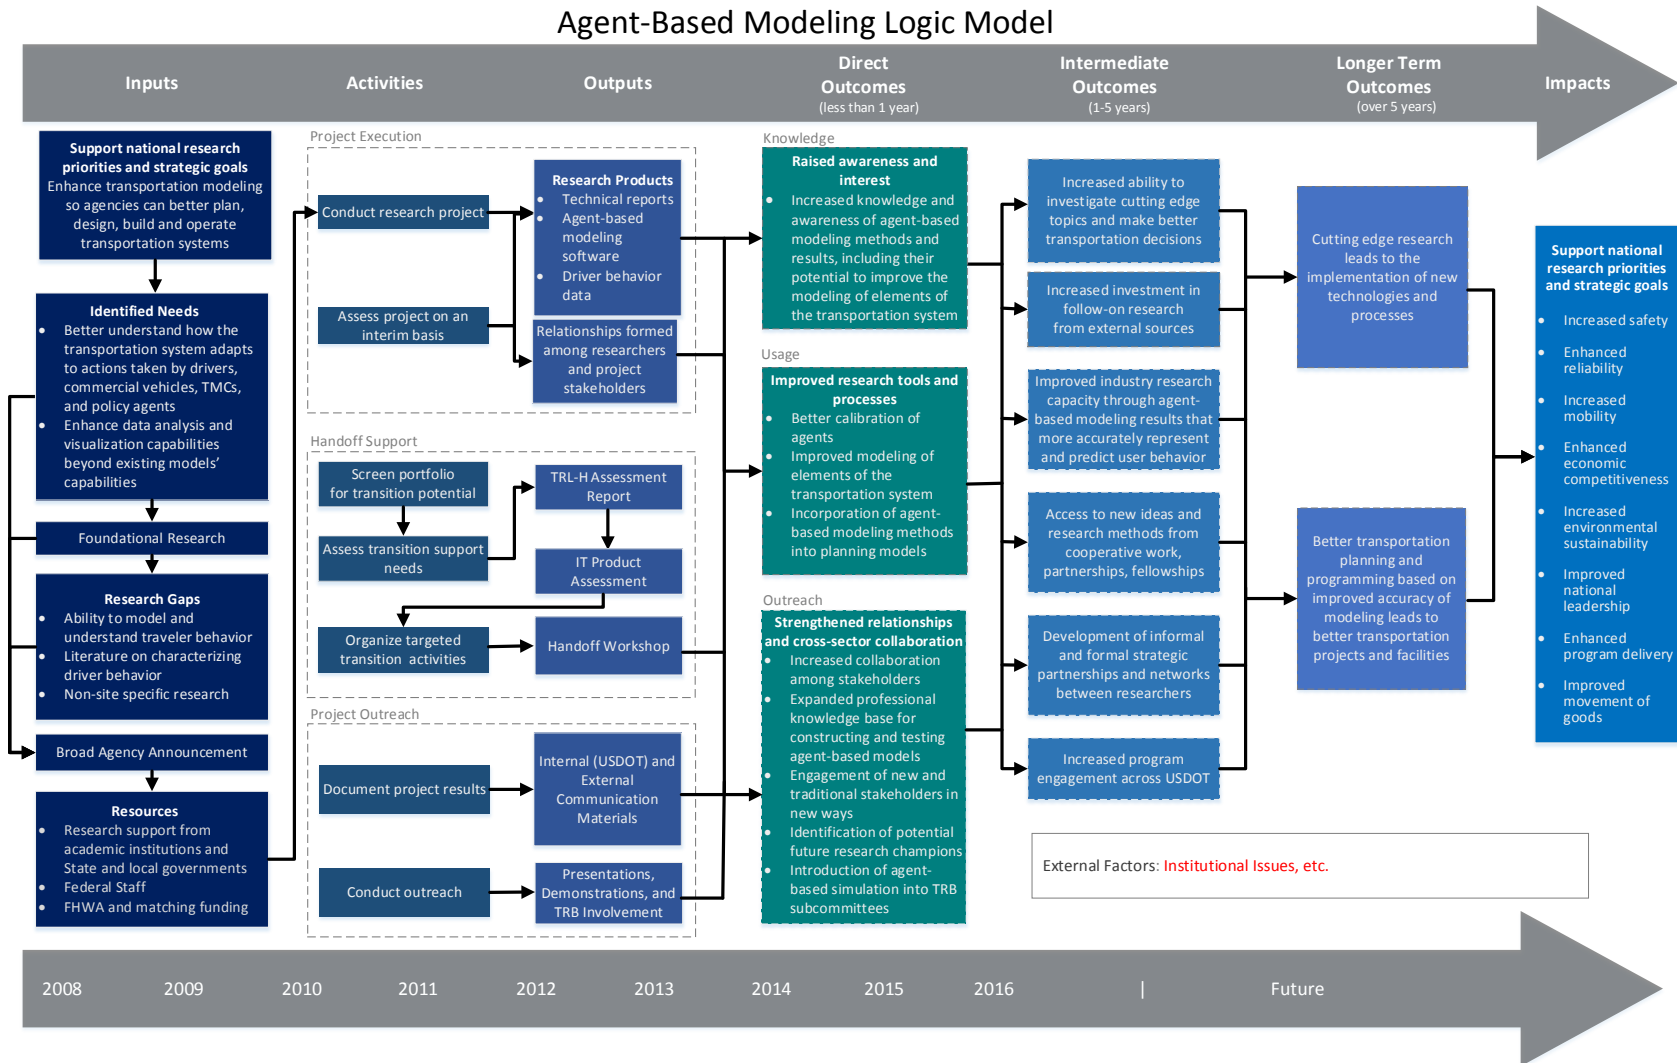 Agent-Based Modeling Logic Model
Inputs
Activities
Outputs
Direct
Outcomes
(less than 1 year)
Intermediate
Outcomes
(1-5 years)
Longer Term
Outcomes
(over 5 years)
Impacts
Support national research
priorities and strategic goals
Enhance transportation modeling
so agencies can better plan,
design, build and operate
transportation systems
Identified Needs
• Better understand how the
transportation system adapts
to actions taken by drivers,
commercial vehicles, TMCs,
and policy agents
• Enhance data analysis and
visualization capabilities
beyond existing models’
capabilities
Foundational Research
Research Gaps
• Ability to model and
understand traveler behavior
• Literature on characterizing
driver behavior
• Non-site specific research
Broad Agency Announcement
Resources
• Research support from
academic institutions and
State and local governments
• Federal Staff
• FHWA and matching funding
Project Execution
Conduct research project
Assess project on an
interim basis
Research Products
• Technical reports
• Agent-based
modeling
software
• Driver behavior
data
Relationships formed
among researchers
and project
stakeholders
Handoff Support
Screen portfolio
for transition potential
Assess transition support
needs
Organize targeted
transition activities
TRL-H Assessment
Report
IT Product
Assessment
Handoff Workshop
Project Outreach
Document project results
Conduct outreach
Internal (USDOT) and
External
Communication
Materials
Presentations,
Demonstrations, and
TRB Involvement
Knowledge
Raised awareness and
interest
• Increased knowledge and
awareness of agent-based
modeling methods and
results, including their
potential to improve the
modeling of elements of
the transportation system
Usage
Improved research tools and
processes
• Better calibration of
agents
• Improved modeling of
elements of the
transportation system
• Incorporation of agent-
based modeling methods
into planning models
Outreach
Strengthened relationships
and cross-sector collaboration
• Increased collaboration
among stakeholders
• Expanded professional
knowledge base for
constructing and testing
agent-based models
• Engagement of new and
traditional stakeholders in
new ways
• Identification of potential
future research champions
• Introduction of agent-
based simulation into TRB
subcommittees
Increased ability to
investigate cutting edge
topics and make better
transportation decisions
Increased investment in
follow-on research
from external sources
Improved industry research
capacity through agent-
based modeling results that
more accurately represent
and predict user behavior
Access to new ideas and
research methods from
cooperative work,
partnerships, fellowships
Development of informal
and formal strategic
partnerships and networks
between researchers
Increased program
engagement across USDOT
Cutting edge research
leads to the
implementation of new
technologies and
processes
Better transportation
planning and
programming based on
improved accuracy of
modeling leads to
better transportation
projects and facilities
Support national
research priorities
and strategic goals
• Increased safety
• Enhanced
reliability
• Increased
mobility
• Enhanced
economic
competitiveness
• Increased
environmental
sustainability
• Improved
national
leadership
• Enhanced
program delivery
• Improved
movement of
goods
External Factors: Institutional Issues, etc.
2008 2009 2010 2011 2012 2013 2014 2015 2016 | Future